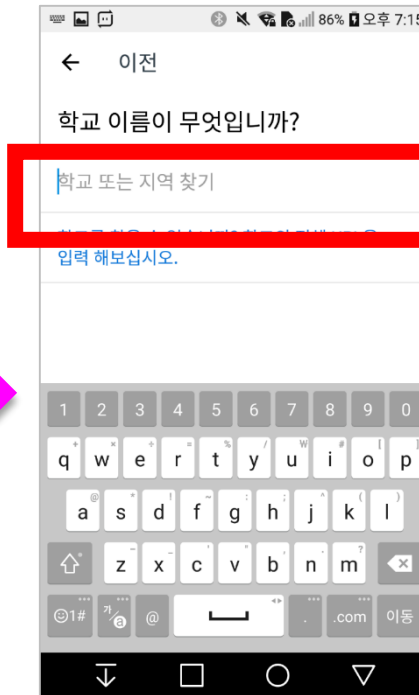 86% 오후 7:15
이전
학교 이름이 무엇입니까?
학교 또는 지역 찾기
입력 해보십시오.
1 2 3 4 5 6 7 8 9 0
q w e r t y u i o p
a s d f g h j k l
z x c v b n m
1# 가/a @ . .com 이동